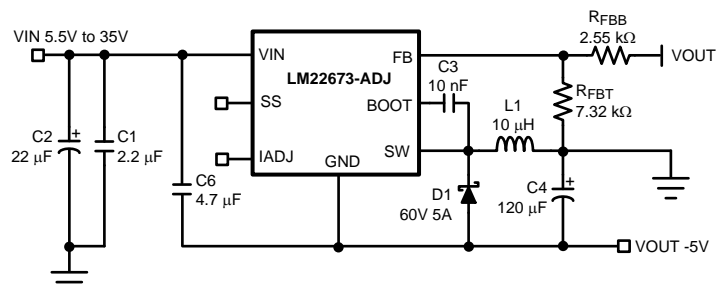 VIN 5.5V to 35V
VIN
FB
LM22673-ADJ
SS
BOOT
IADJ
SW
GND
C3
10 nF
RFBB
2.55 kΩ
VOUT
RFBT
7.32 kΩ
L1
10 μH
C2
22 μF
+
C1
2.2 μF
C6
4.7 μF
D1
60V 5A
C4
120 μF
+
VOUT -5V